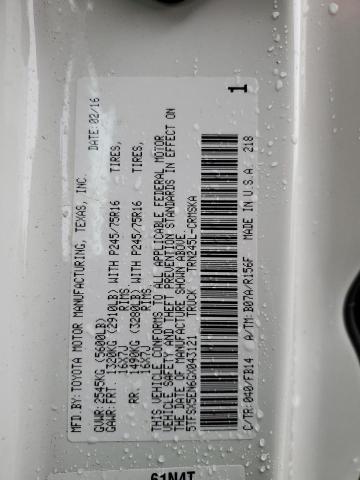 MFD.BY:TOYOTA MOTOR MANUFACTURING, TEXAS, INC. DATE: 02/16
GVWR: 2545KG (5600LB)
GAWR: FRT. 1320KG (2910LB) WITH P245/75R16 TIRES,
16X7J RIMS
RR. 1490KG (3280LB) WITH P245/75R16 TIRES,
16X7J RIMS
THIS VEHICLE CONFORMS TO ALL APPLICABLE FEDERAL MOTOR
VEHICLE SAFETY AND THEFT PREVENTION STANDARDS IN EFFECT ON
THE DATE OF MANUFACTURE SHOWN ABOVE.
5TFSX5EN6GX043121 TRUCK TRN245L-CRMSKA
C/TR: 040/FB14 A/TM: B07A/R156F MADE IN U.S.A. 218
1
61N4T